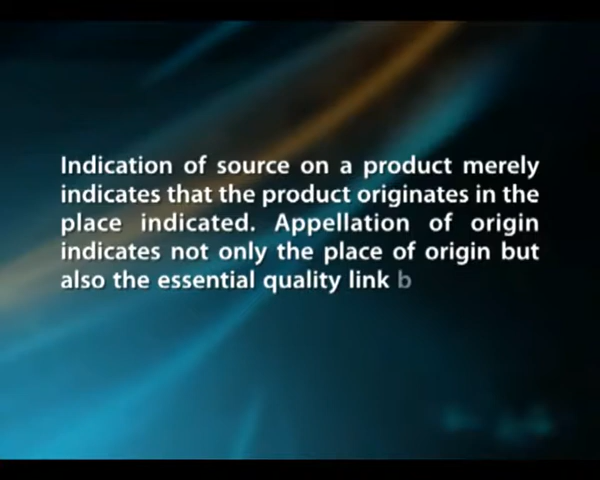 Indication of source on a product merely
indicates that the product originates in the
place indicated. Appellation of origin
indicates not only the place of origin but
also the essential quality link b